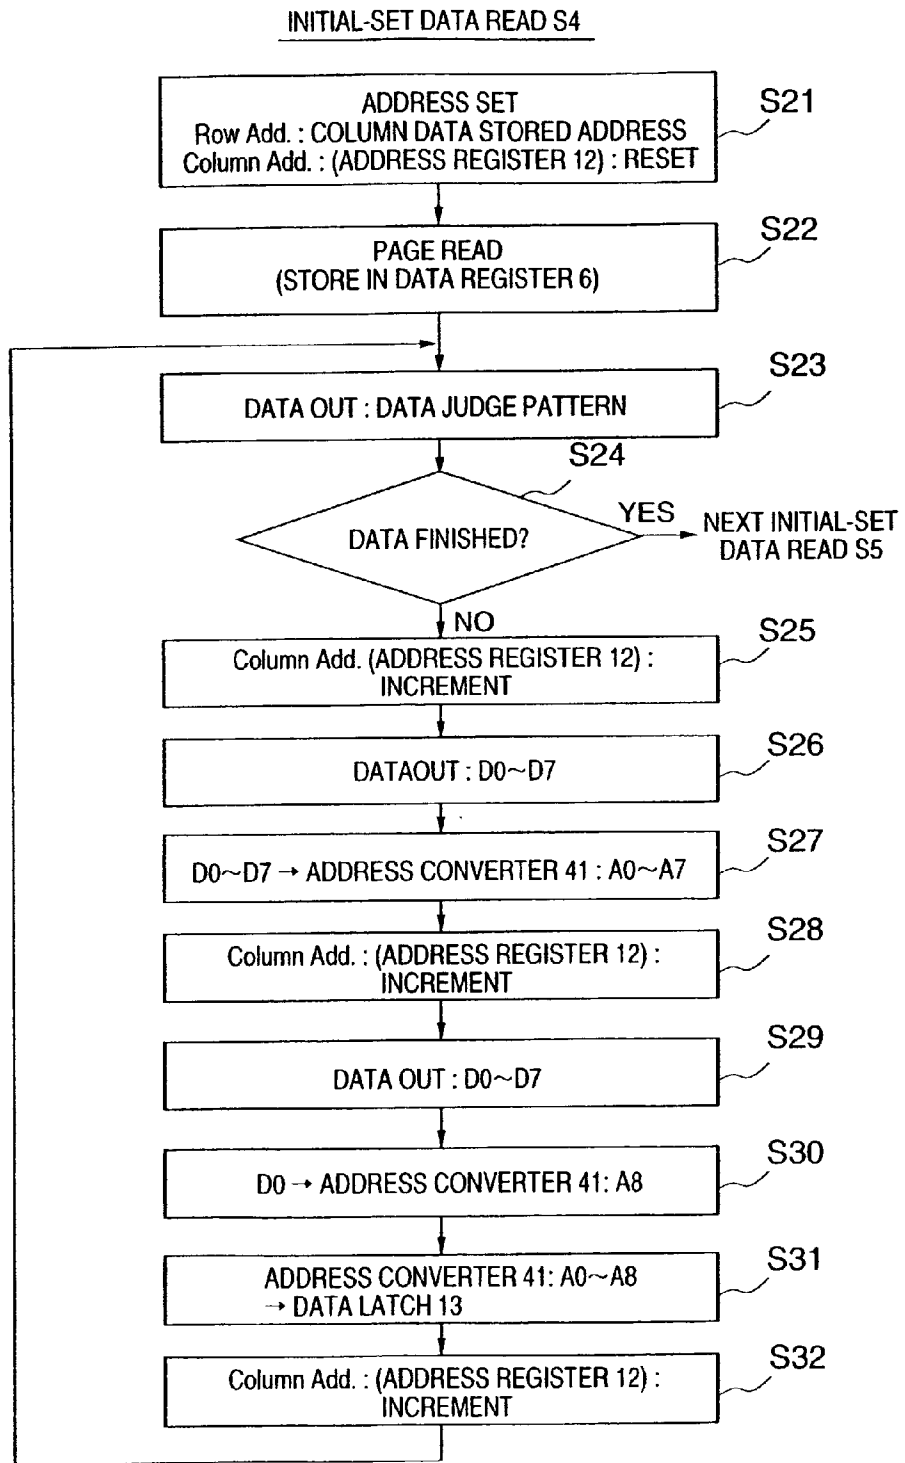 INITIAL-SET DATA READ S4
ADDRESS SET
Row Add. : COLUMN DATA STORED ADDRESS
Column Add. : (ADDRESS REGISTER 12) : RESET
S21
PAGE READ
(STORE IN DATA REGISTER 6)
S22
DATA OUT : DATA JUDGE PATTERN
S23
S24
DATA FINISHED?
YES
NEXT INITIAL-SET
DATA READ S5
NO
Column Add. (ADDRESS REGISTER 12) :
INCREMENT
S25
DATAOUT : D0~D7
S26
D0~D7 → ADDRESS CONVERTER 41 : A0~A7
S27
Column Add. : (ADDRESS REGISTER 12) :
INCREMENT
S28
DATA OUT : D0~D7
S29
D0 → ADDRESS CONVERTER 41: A8
S30
ADDRESS CONVERTER 41: A0~A8
→ DATA LATCH 13
S31
Column Add. : (ADDRESS REGISTER 12) :
INCREMENT
S32